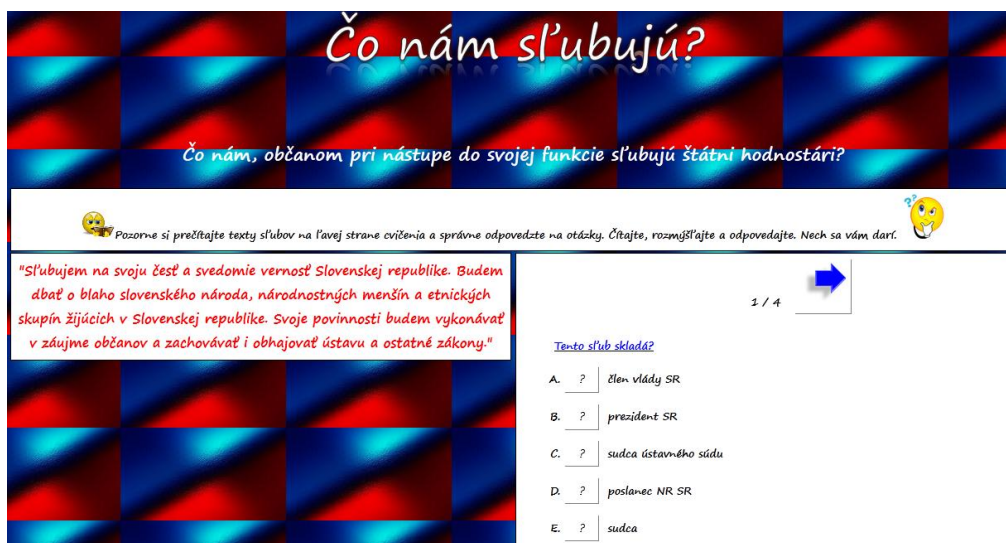 Čo nám sľubujú?
Čo nám, občanom pri nástupe do svojej funkcie sľubujú štátni hodnostári?
Pozorne si prečítajte texty sľubov na ľavej strane cvičenia a správne odpovedzte na otázky. Čítajte, rozmýšľajte a odpovedajte. Nech sa vám darí.
"Sľubujem na svoju česť a svedomie vernosť Slovenskej republike. Budem
dbať o blaho slovenského národa, národnostných menšín a etnických
skupín žijúcich v Slovenskej republike. Svoje povinnosti budem vykonávať
v záujme občanov a zachovávať i obhajovať ústavu a ostatné zákony."
1 / 4
Tento sľub skladá?
A. ? člen vlády SR
B. ? prezident SR
C. ? sudca ústavného súdu
D. ? poslanec NR SR
E. ? sudca